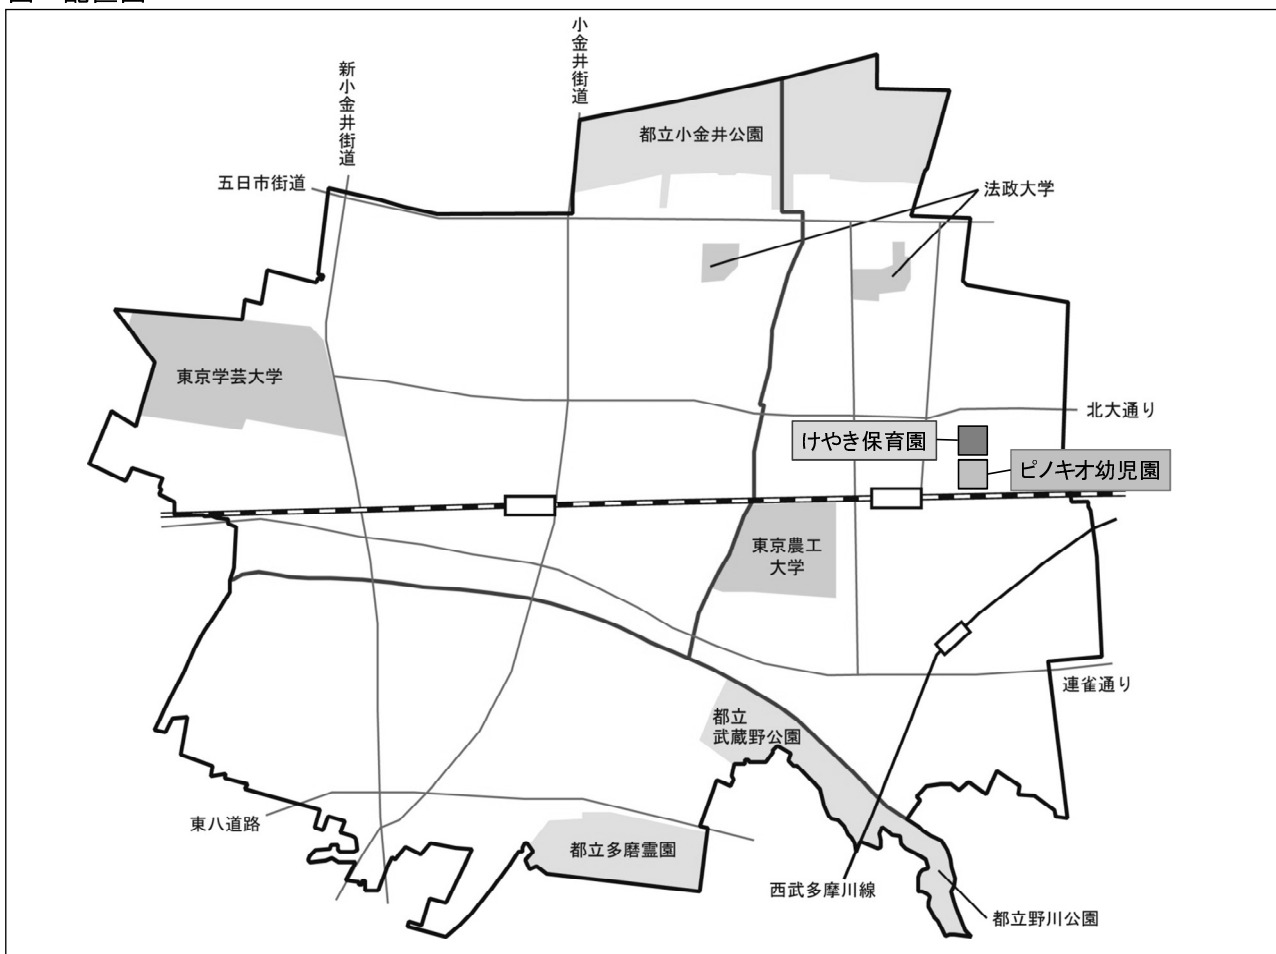 小金井街道
新小金井街道
都立小金井公園
五日市街道
法政大学
東京学芸大学
北大通り
けやき保育園
ピノキオ幼児園
東京農工
大学
連雀通り
都立
武蔵野公園
東八道路
都立多磨霊園
西武多摩川線
都立野川公園